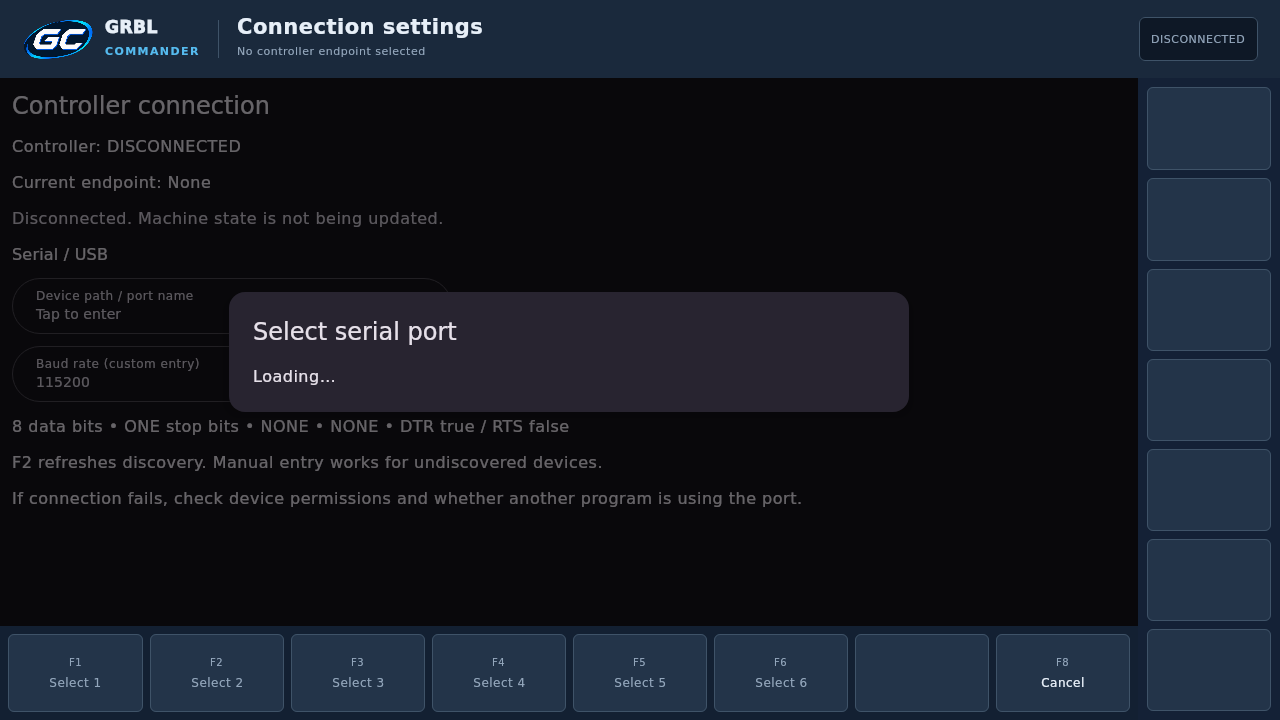 GC
GRBL
COMMANDER
Connection settings
No controller endpoint selected
DISCONNECTED
Controller connection
Controller: DISCONNECTED
Current endpoint: None
Disconnected. Machine state is not being updated.
Serial / USB
Device path / port name
Tap to enter
Select serial port
Loading...
Baud rate (custom entry)
115200
8 data bits • ONE stop bits • NONE • NONE • DTR true / RTS false
F2 refreshes discovery. Manual entry works for undiscovered devices.
If connection fails, check device permissions and whether another program is using the port.
F1
Select 1
F2
Select 2
F3
Select 3
F4
Select 4
F5
Select 5
F6
Select 6
F8
Cancel